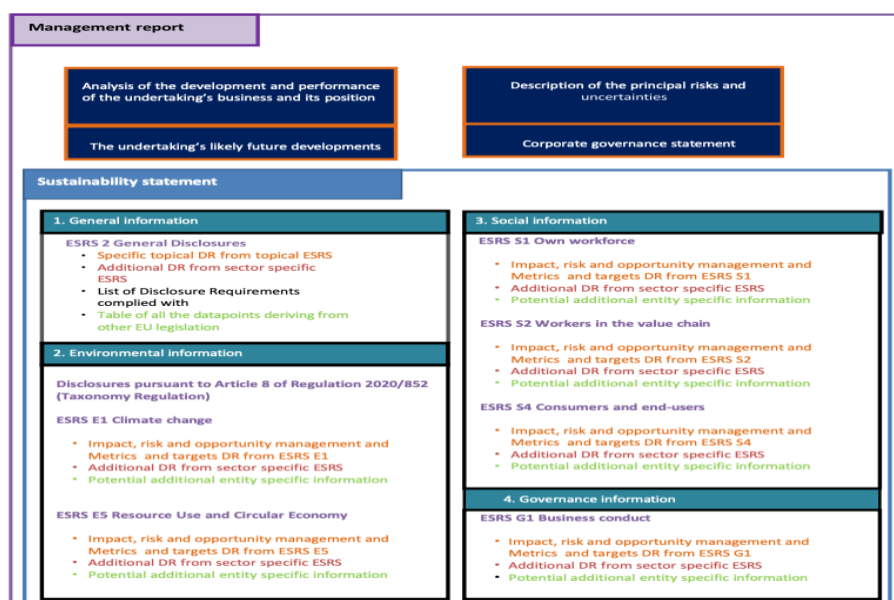 Management report
Analysis of the development and performance
of the undertaking's business and its position
The undertaking's likely future developments
Description of the principal risks and
uncertainties
Corporate governance statement
Sustainability statement
1. General information
ESRS 2 General Disclosures
• Specific topical DR from topical ESRS
• Additional DR from sector specific
ESRS
• List of Disclosure Requirements
complied with
• Table of all the datapoints deriving from
other EU legislation
2. Environmental information
Disclosures pursuant to Article 8 of Regulation 2020/852
(Taxonomy Regulation)
ESRS E1 Climate change
• Impact, risk and opportunity management and
Metrics and targets DR from ESRS E1
• Additional DR from sector specific ESRS
• Potential additional entity specific information
ESRS E5 Resource Use and Circular Economy
• Impact, risk and opportunity management and
Metrics and targets DR from ESRS E5
• Additional DR from sector specific ESRS
• Potential additional entity specific information
3. Social information
ESRS S1 Own workforce
• Impact, risk and opportunity management and
Metrics and targets DR from ESRS S1
• Additional DR from sector specific ESRS
• Potential additional entity specific information
ESRS S2 Workers in the value chain
• Impact, risk and opportunity management and
Metrics and targets DR from ESRS S2
• Additional DR from sector specific ESRS
• Potential additional entity specific information
ESRS S4 Consumers and end-users
• Impact, risk and opportunity management and
Metrics and targets DR from ESRS S4
• Additional DR from sector specific ESRS
• Potential additional entity specific information
4. Governance information
ESRS G1 Business conduct
• Impact, risk and opportunity management and
Metrics and targets DR from ESRS G1
• Additional DR from sector specific ESRS
• Potential additional entity specific information